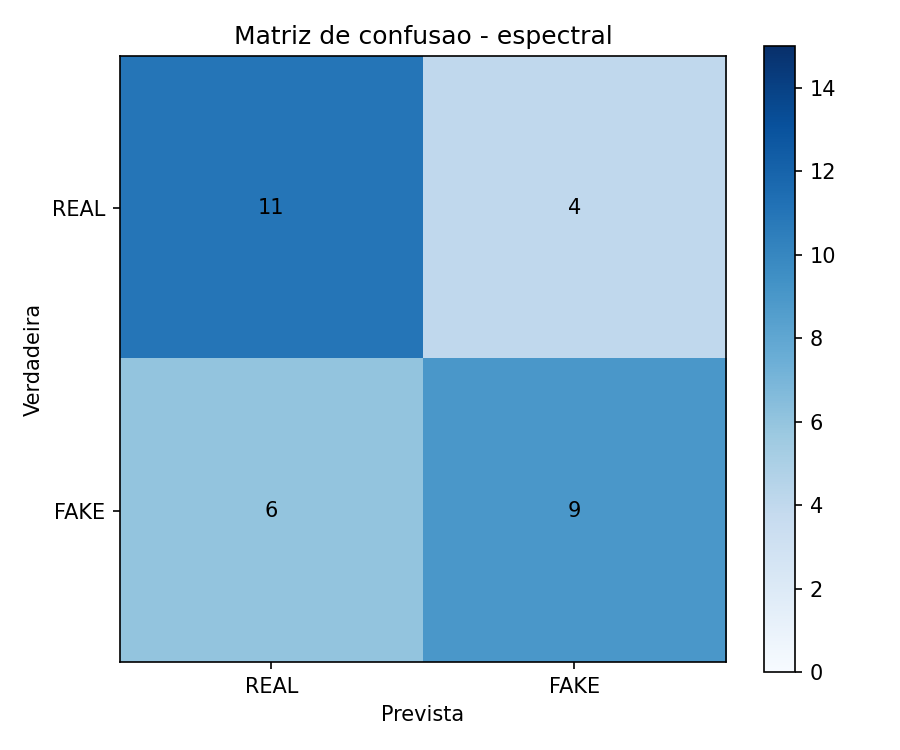 Matriz de confusao - espectral
REAL
11
4
Verdadeira
FAKE
6
9
REAL
FAKE
Prevista
14
12
10
8
6
4
2
0